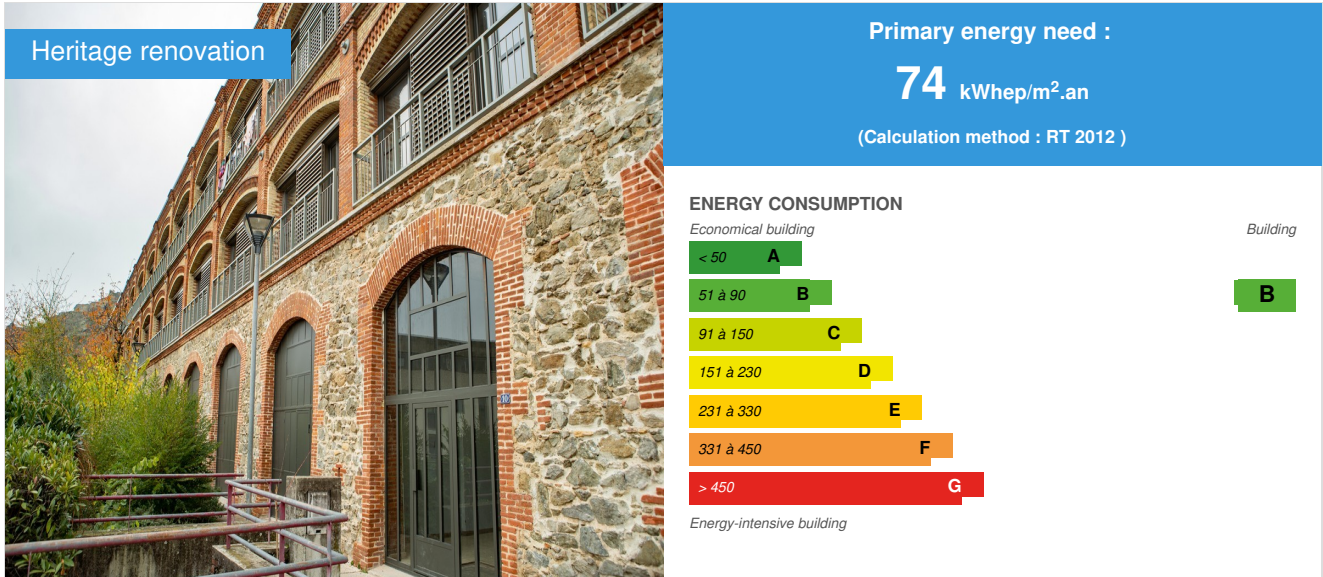 Heritage renovation
Primary energy need :
74 kWhep/m².an
(Calculation method : RT 2012 )
ENERGY CONSUMPTION
Economical building
Building
< 50 A
51 à 90 B
B
91 à 150 C
151 à 230 D
231 à 330 E
331 à 450 F
> 450 G
Energy-intensive building